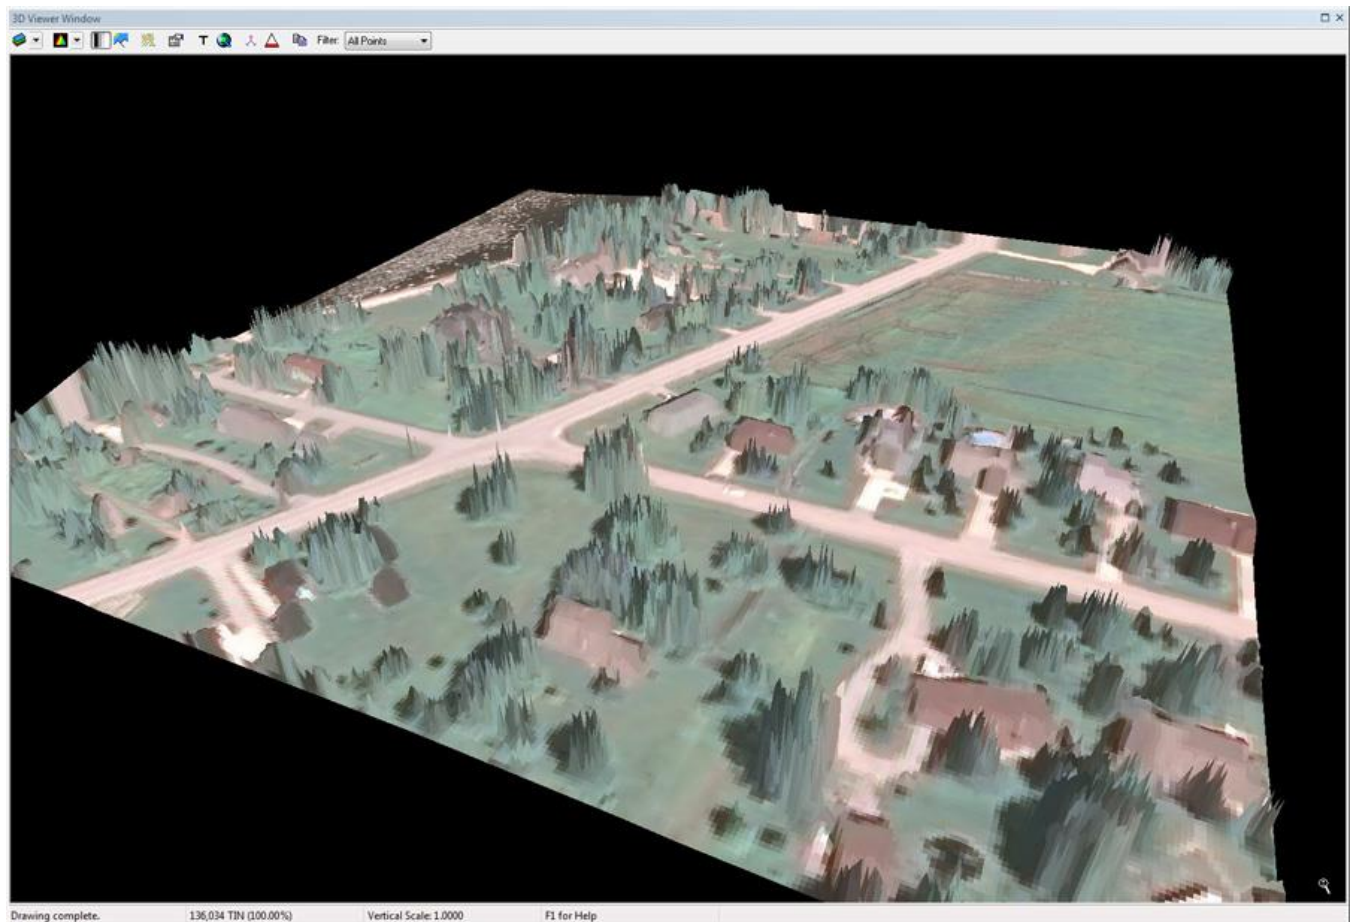 3D Viewer Window
T Filter: All Points
Drawing complete. 136,034 TIN (100.00%) Vertical Scale: 1.0000 F1 for Help